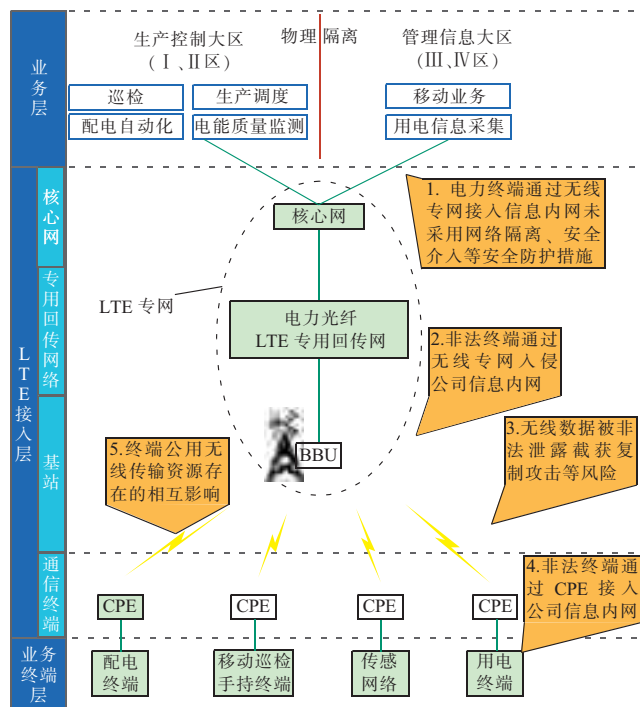 业务层
生产控制大区
(Ⅰ、Ⅱ区)
物理 隔离
管理信息大区
(Ⅲ、Ⅳ区)
巡检
生产调度
移动业务
配电自动化
电能质量监测
用电信息采集
LTE接入层
核心网
核心网
1. 电力终端通过无线
专网接入信息内网未
采用网络隔离、安全
介入等安全防护措施
专用回传网络
LTE 专网
电力光纤
LTE 专用回传网
2.非法终端通过
无线专网入侵
公司信息内网
基站
BBU
3.无线数据被非
法泄露截获复
制攻击等风险
5.终端公用无
线传输资源存
在的相互影响
通信终端
CPE
CPE
CPE
CPE
4.非法终端通
过 CPE 接入
公司信息内网
业务
终端
层
配电
终端
移动巡检
手持终端
传感
网络
用电
终端